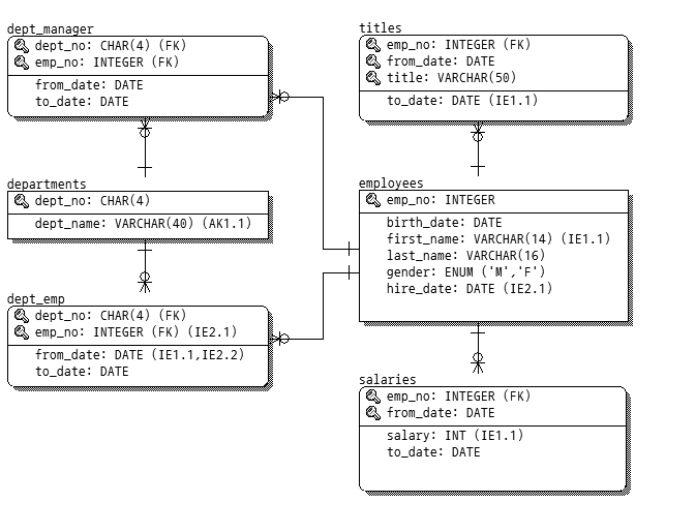 dept_manager
dept_no: CHAR(4) (FK)
emp_no: INTEGER (FK)
from_date: DATE
to_date: DATE
titles
emp_no: INTEGER (FK)
from_date: DATE
title: VARCHAR(50)
to_date: DATE (IE1.1)
departments
dept_no: CHAR(4)
dept_name: VARCHAR(40) (AK1.1)
employees
emp_no: INTEGER
birth_date: DATE
first_name: VARCHAR(14) (IE1.1)
last_name: VARCHAR(16)
gender: ENUM ('M','F')
hire_date: DATE (IE2.1)
dept_emp
dept_no: CHAR(4) (FK)
emp_no: INTEGER (FK) (IE2.1)
from_date: DATE (IE1.1,IE2.2)
to_date: DATE
salaries
emp_no: INTEGER (FK)
from_date: DATE
salary: INT (IE1.1)
to_date: DATE